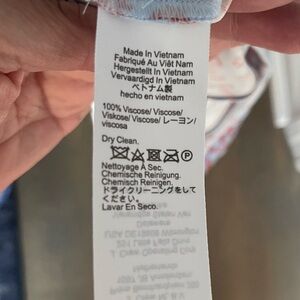 Made In Vietnam
Fabriqué Au Viêt Nam
Hergestellt In Vietnam
Vervaardigd In Vietnam
ベトナム製
hecho en vietnam
100% Viscose/ Viscose/
Viskose/ Viscose/ レーヨン/
viscosa
Dry Clean.
P
Nettoyage A Sec.
Chemische Reinigung.
Chemisch Reinigen.
ドライクリーニングをして
ください。
Lavar En Seco.